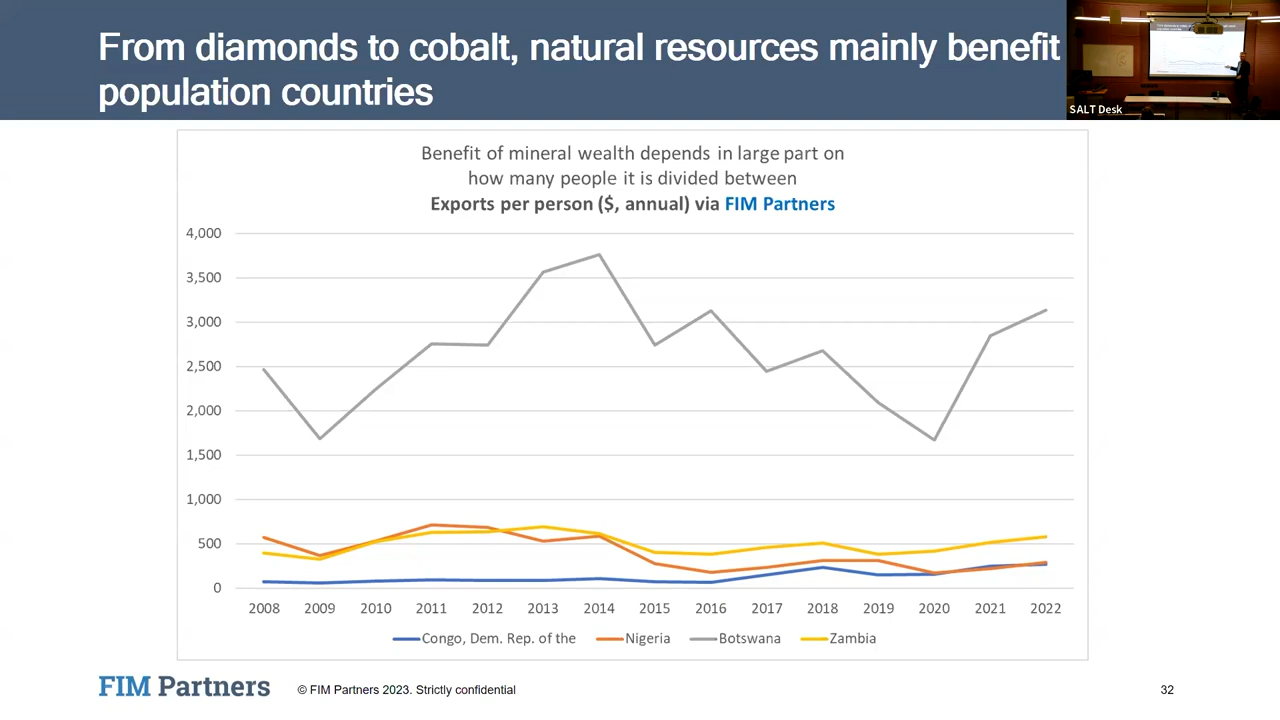 From diamonds to cobalt, natural resources mainly benefit
population countries
SALT Desk
Benefit of mineral wealth depends in large part on
how many people it is divided between
Exports per person ($, annual) via FIM Partners
4,000
3,500
3,000
2,500
2,000
1,500
1,000
500
0
2008 2009 2010 2011 2012 2013 2014 2015 2016 2017 2018 2019 2020 2021 2022
Congo, Dem. Rep. of the Nigeria Botswana Zambia
FIM Partners © FIM Partners 2023. Strictly confidential 32